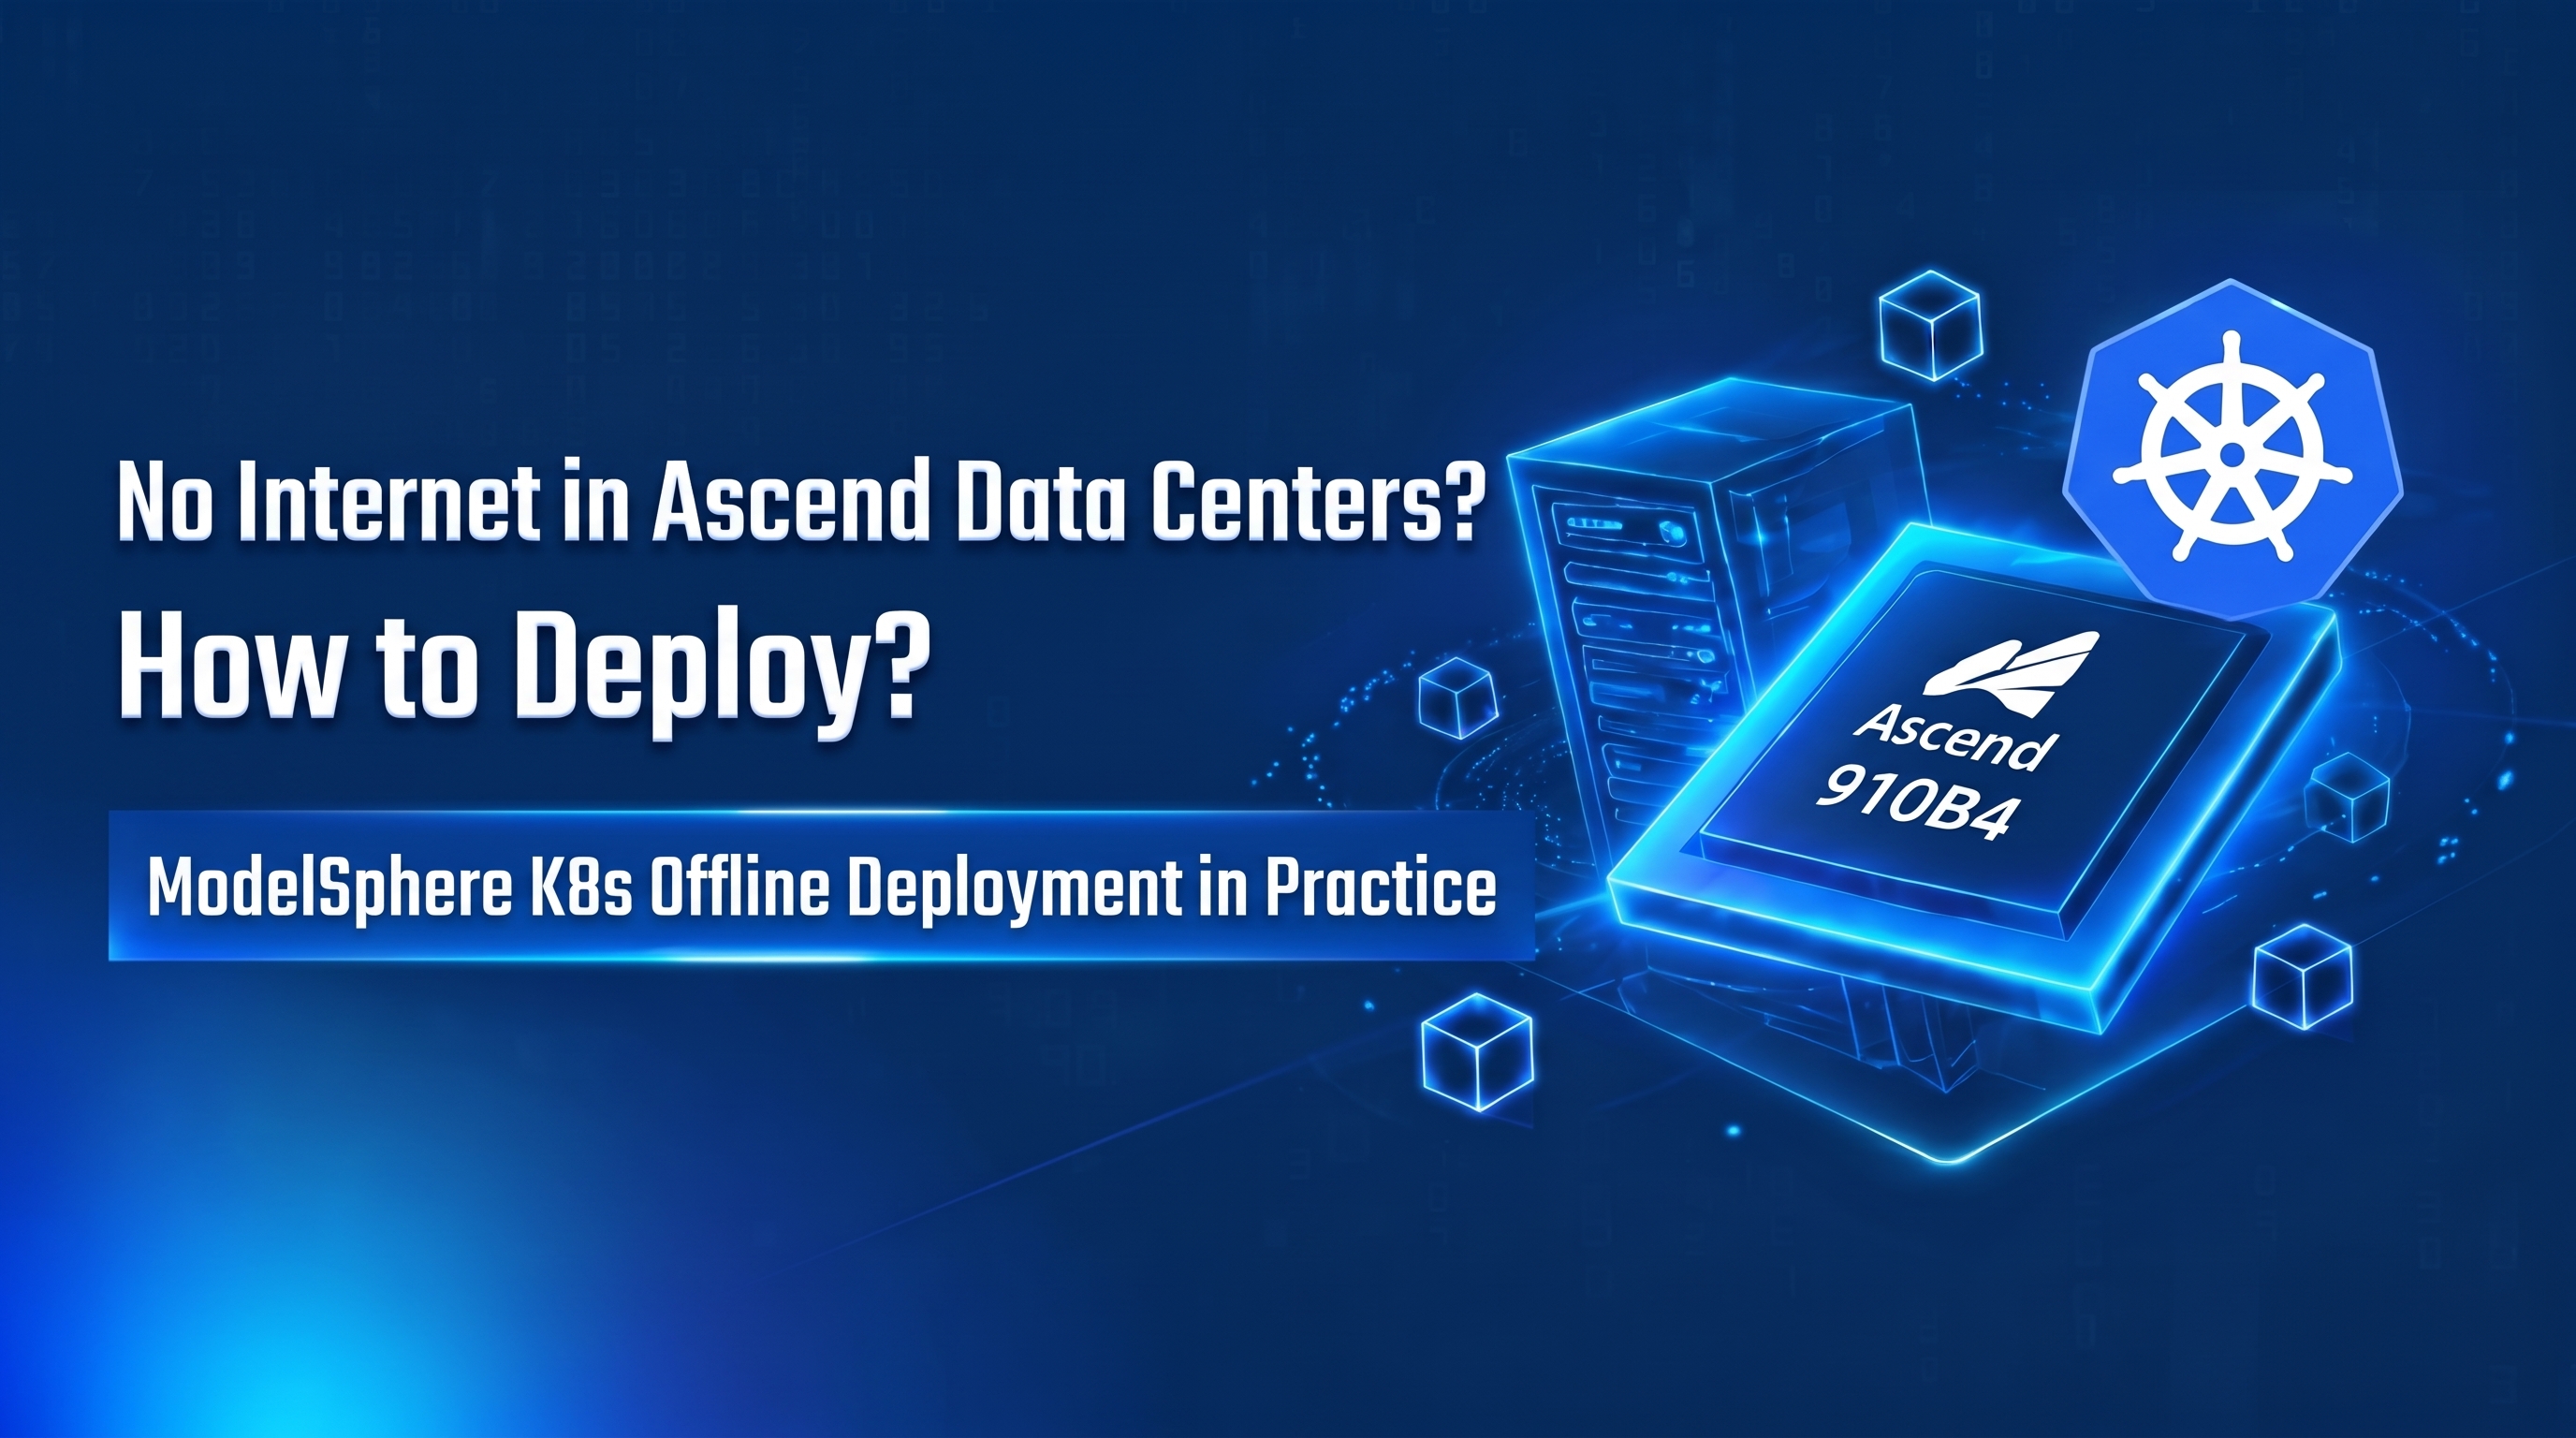 No Internet in Ascend Data Centers?
How to Deploy?
ModelSphere K8s Offline Deployment in Practice
Ascend
910B4